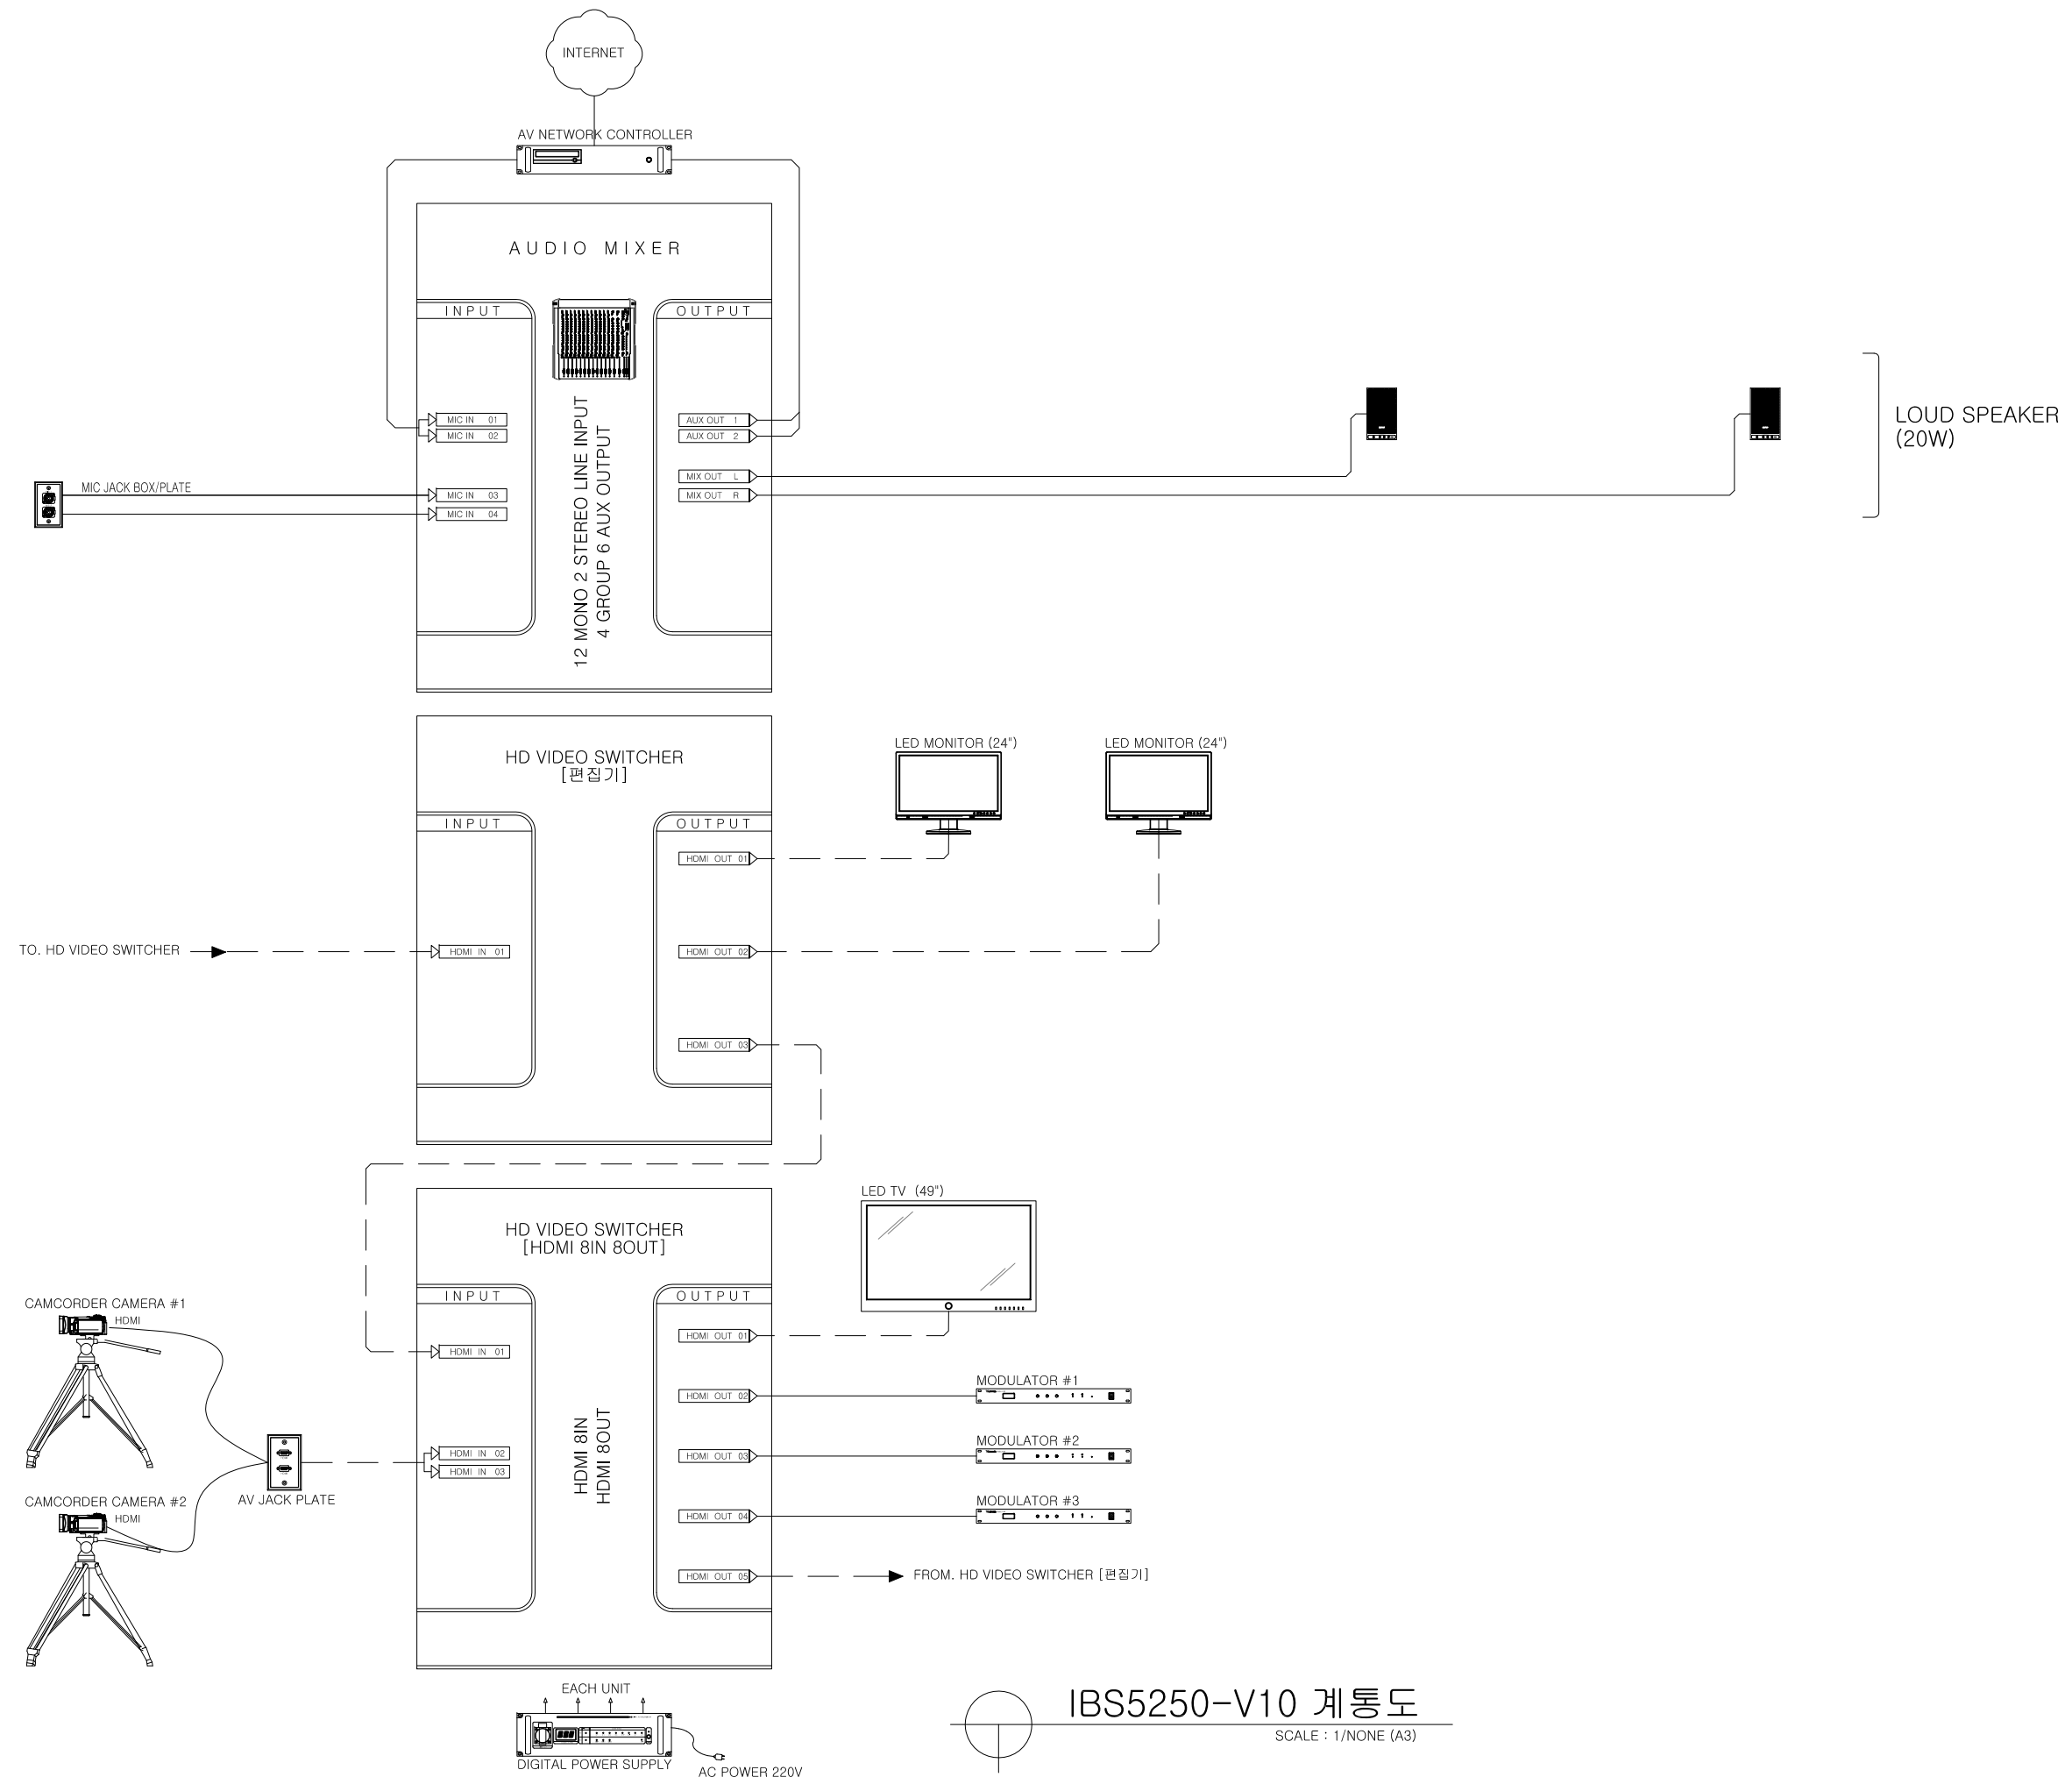 INTERNET
AV NETWORK CONTROLLER
AUDIO MIXER
INPUT
OUTPUT
MIC IN 01
MIC IN 02
MIC IN 03
MIC IN 04
AUX OUT 1
AUX OUT 2
MIX OUT L
MIX OUT R
12 MONO 2 STEREO LINE INPUT
4 GROUP 6 AUX OUTPUT
MIC JACK BOX/PLATE
LOUD SPEAKER
(20W)
HD VIDEO SWITCHER
[편집기]
INPUT
OUTPUT
HDMI IN 01
HDMI OUT 01
HDMI OUT 02
HDMI OUT 03
LED MONITOR (24")
LED MONITOR (24")
TO. HD VIDEO SWITCHER
HD VIDEO SWITCHER
[HDMI 8IN 8OUT]
INPUT
OUTPUT
HDMI IN 01
HDMI IN 02
HDMI IN 03
HDMI 8IN
HDMI 8OUT
HDMI OUT 01
HDMI OUT 02
HDMI OUT 03
HDMI OUT 04
HDMI OUT 05
LED TV (49")
MODULATOR #1
MODULATOR #2
MODULATOR #3
FROM. HD VIDEO SWITCHER [편집기]
CAMCORDER CAMERA #1
HDMI
CAMCORDER CAMERA #2
HDMI
AV JACK PLATE
EACH UNIT
DIGITAL POWER SUPPLY
AC POWER 220V
IBS5250-V10 계통도
SCALE : 1/NONE (A3)